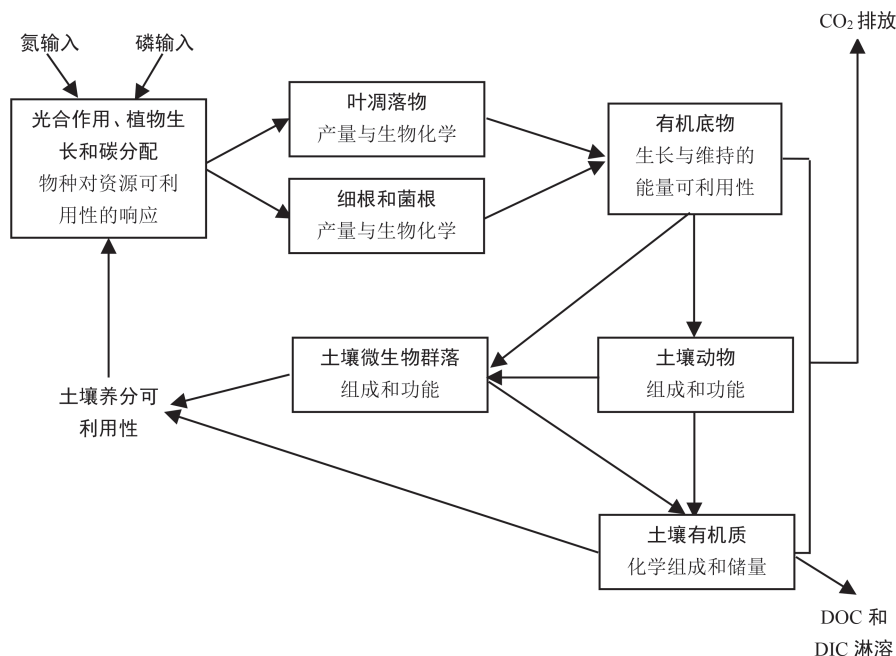 CO₂ 排放
氮输入
磷输入
光合作用、植物生
长和碳分配
物种对资源可利
用性的响应
叶凋落物
产量与生物化学
细根和菌根
产量与生物化学
有机底物
生长与维持的
能量可利用性
土壤微生物群落
组成和功能
土壤动物
组成和功能
土壤养分可
利用性
土壤有机质
化学组成和储量
DOC 和
DIC 淋溶